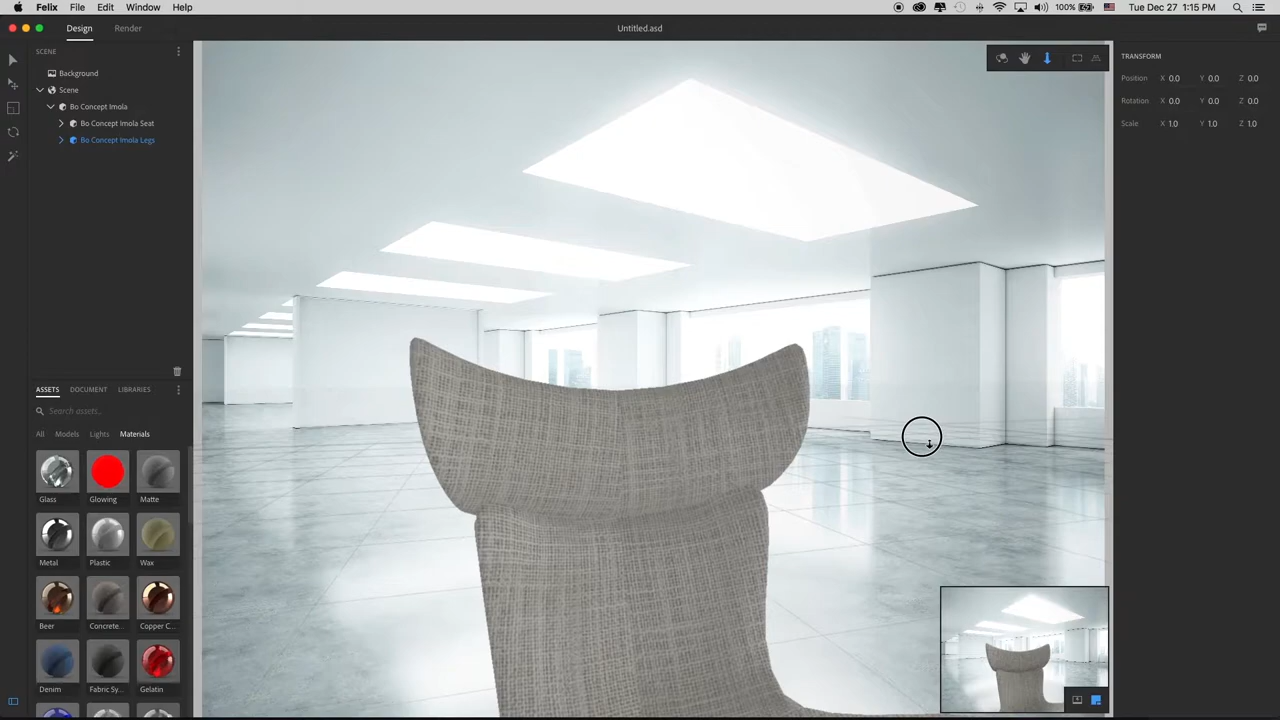 Felix File Edit Window Help 100% Tue Dec 27 1:15 PM
Design Render Untitled.asd
SCENE
Background
Scene
Bo Concept Imola
Bo Concept Imola Seat
Bo Concept Imola Legs
TRANSFORM
Position X 0.0 Y 0.0 Z 0.0
Rotation X 0.0 Y 0.0 Z 0.0
Scale X 1.0 Y 1.0 Z 1.0
ASSETS DOCUMENT LIBRARIES
Search assets...
All Models Lights Materials
Glass Glowing Matte
Metal Plastic Wax
Beer Concrete... Copper C...
Denim Fabric Sy... Gelatin